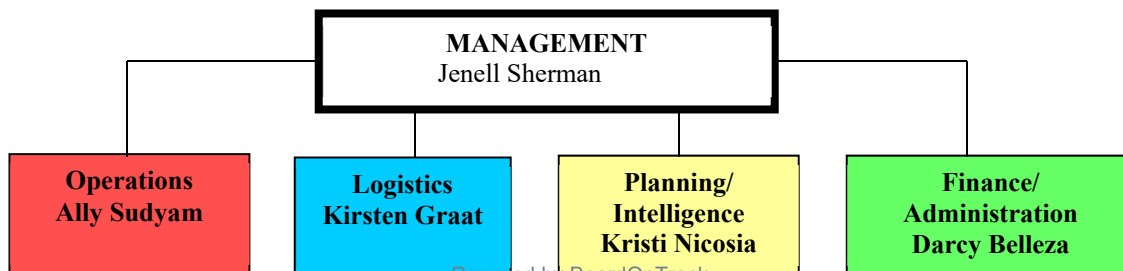 MANAGEMENT
Jenell Sherman
Operations
Ally Sudyam
Logistics
Kirsten Graat
Planning/
Intelligence
Kristi Nicosia
Finance/
Administration
Darcy Belleza